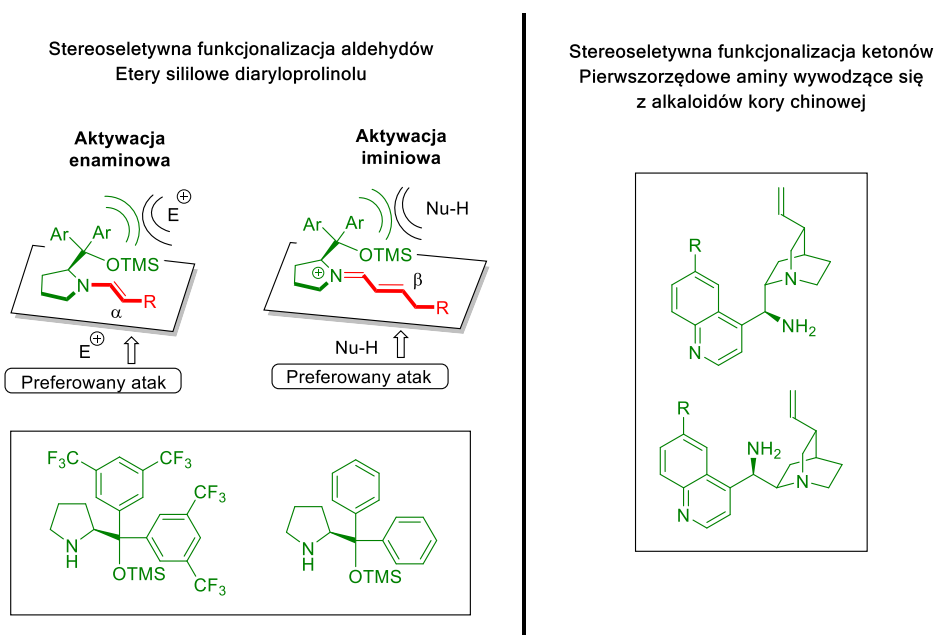 Stereoseletywna funkcjonalizacja aldehydów
Etery sililowe diaryloprolinolu
Aktywacja
enaminowa
Ar
Ar
E⊕
OTMS
N
R
α
E⊕
Preferowany atak
Aktywacja
iminiowa
Ar
Ar
Nu-H
OTMS
⊕
N
β
R
Nu-H
Preferowany atak
F₃C
CF₃
CF₃
N
H
OTMS
CF₃
N
H
OTMS
Stereoseletywna funkcjonalizacja ketonów
Pierwszorzędowe aminy wywodzące się
z alkaloidów kory chinowej
R
N
NH₂
N
R
NH₂
N
N